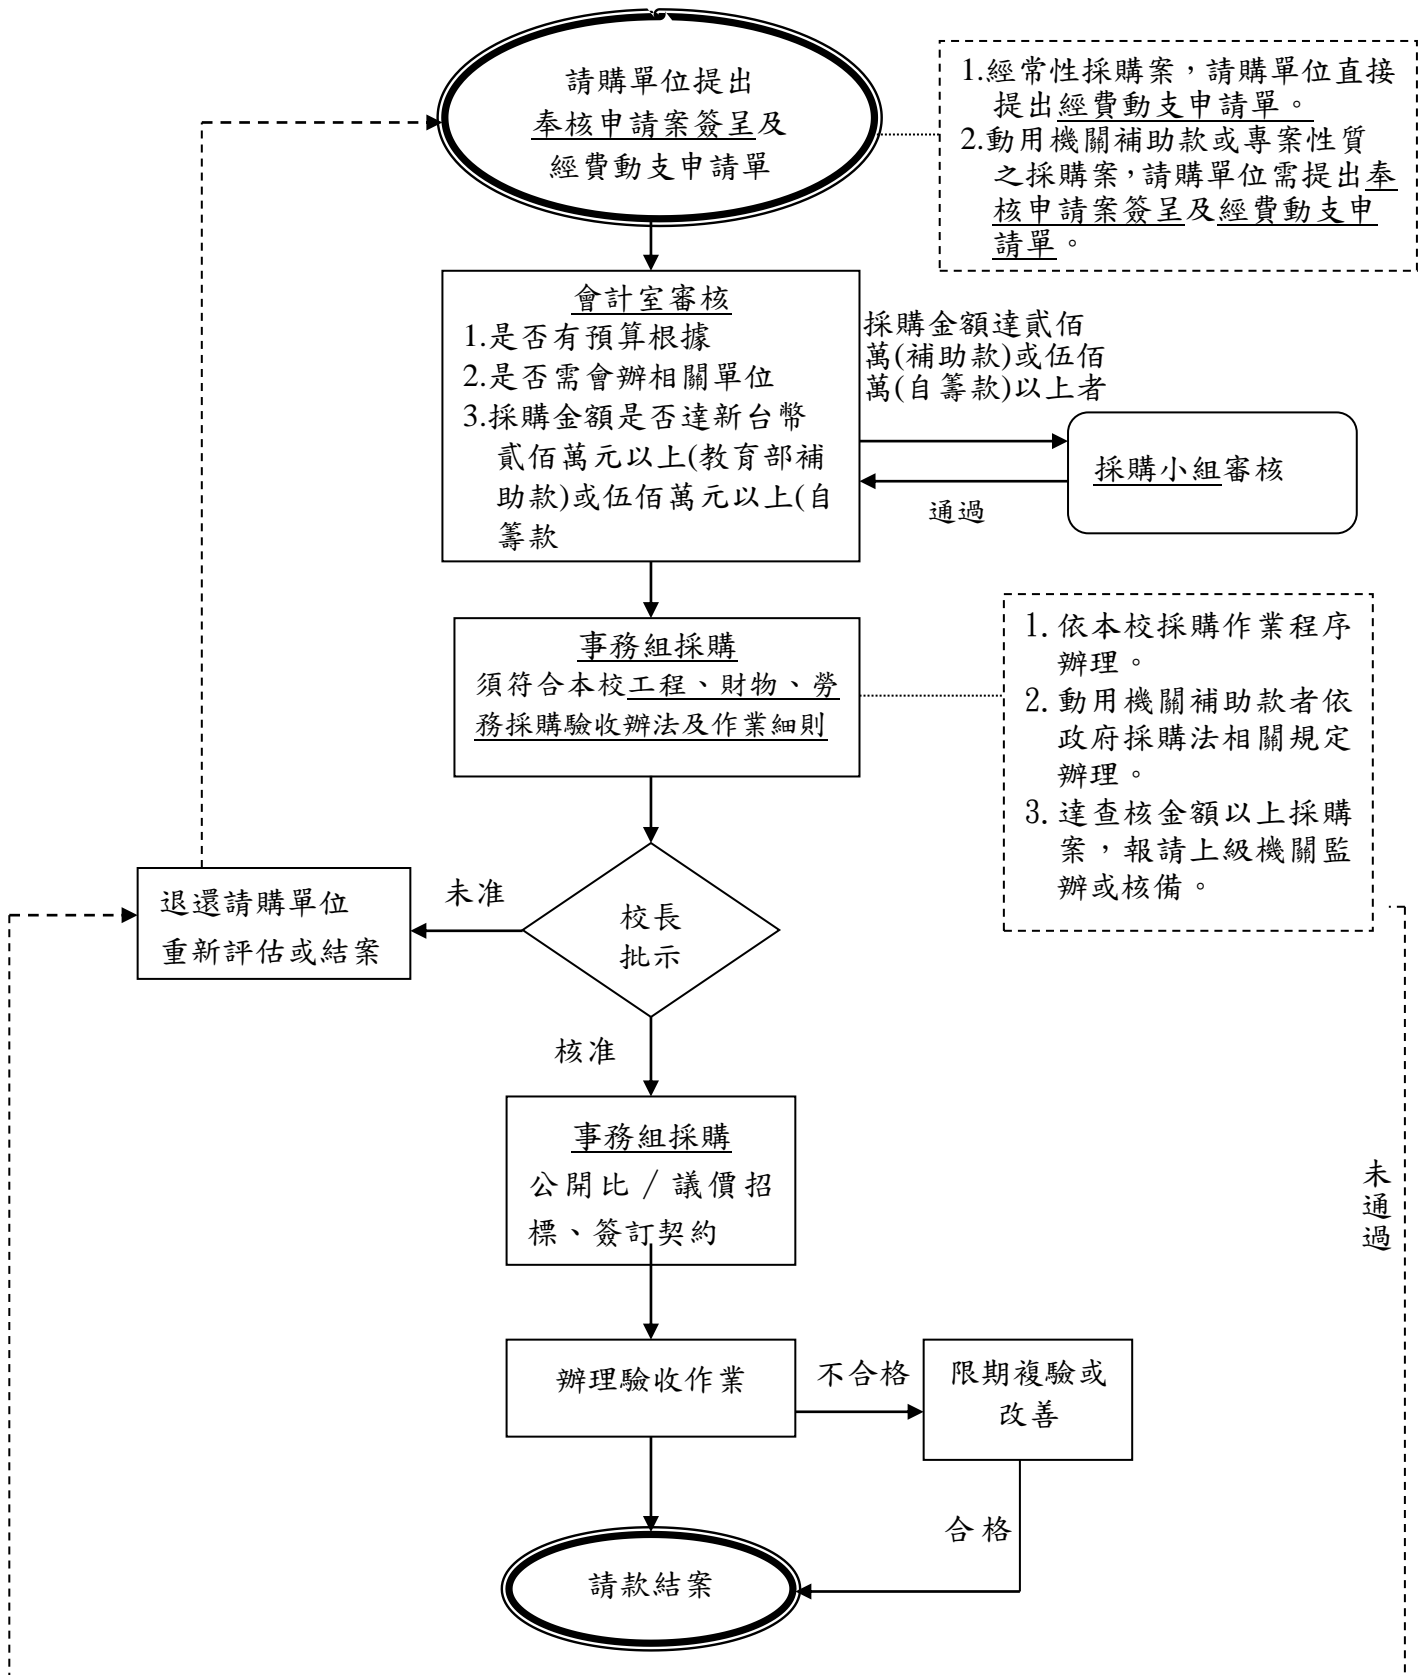 請購單位提出
奉核申請案簽呈及
經費動支申請單
1.經常性採購案，請購單位直接
提出經費動支申請單。
2.動用機關補助款或專案性質
之採購案，請購單位需提出奉
核申請案簽呈及經費動支申
請單。
會計室審核
1.是否有預算根據
2.是否需會辦相關單位
3.採購金額是否達新台幣
貳佰萬元以上(教育部補
助款)或伍佰萬元以上(自
籌款
採購金額達貳佰
萬(補助款)或伍佰
萬(自籌款)以上者
採購小組審核
通過
事務組採購
須符合本校工程、財物、勞
務採購驗收辦法及作業細則
1. 依本校採購作業程序
辦理。
2. 動用機關補助款者依
政府採購法相關規定
辦理。
3. 達查核金額以上採購
案，報請上級機關監
辦或核備。
校長
批示
未准
退還請購單位
重新評估或結案
核准
事務組採購
公開比／議價招
標、簽訂契約
未
通
過
辦理驗收作業
不合格
限期複驗或
改善
合格
請款結案